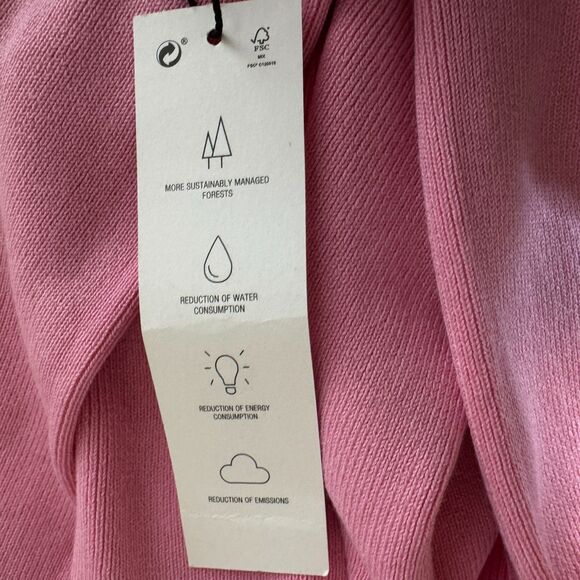 ®
FSC
MIX
MORE SUSTAINABLY MANAGED
FORESTS
REDUCTION OF WATER
CONSUMPTION
REDUCTION OF ENERGY
CONSUMPTION
REDUCTION OF EMISSIONS